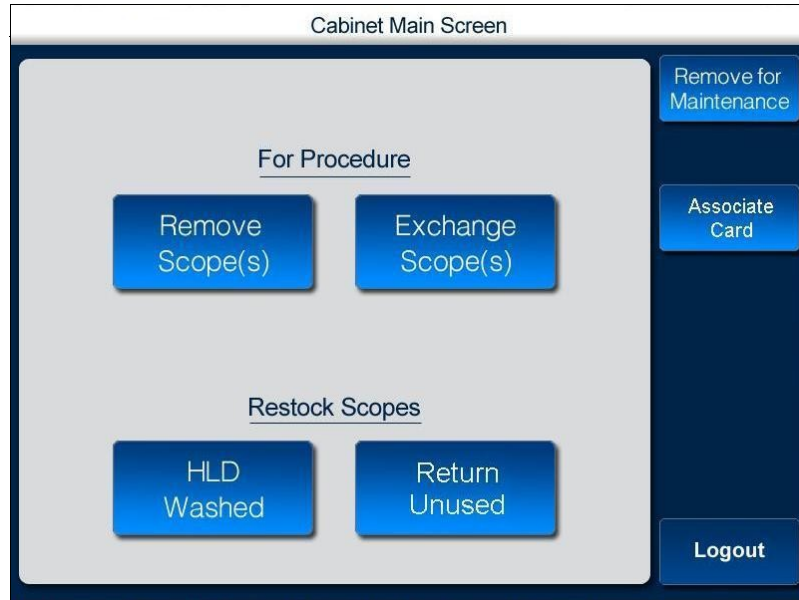 Cabinet Main Screen
Remove for
Maintenance
For Procedure
Remove
Scope(s)
Exchange
Scope(s)
Associate
Card
Restock Scopes
HLD
Washed
Return
Unused
Logout